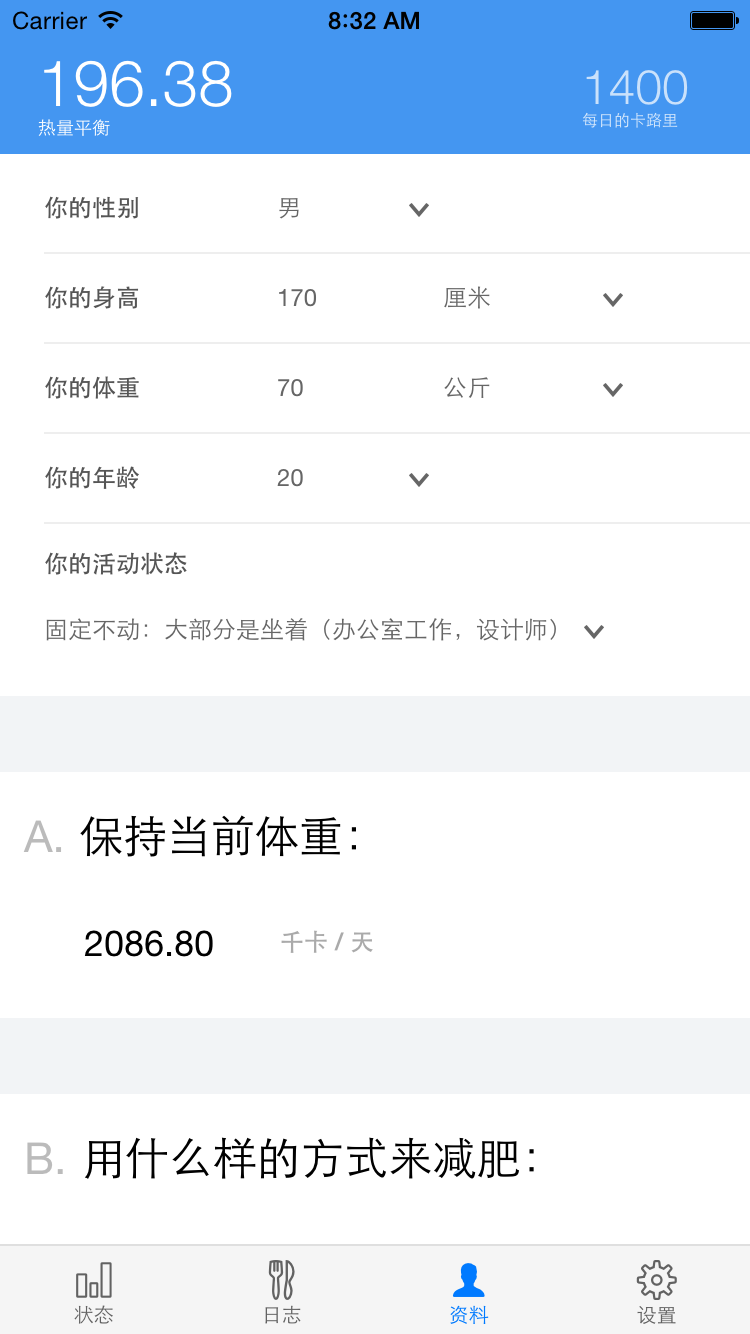 Carrier 8:32 AM
196.38 1400
热量平衡 每日的卡路里
你的性别 男
你的身高 170 厘米
你的体重 70 公斤
你的年龄 20
你的活动状态
固定不动：大部分是坐着（办公室工作，设计师）
A. 保持当前体重：
2086.80 千卡 / 天
B. 用什么样的方式来减肥：
状态 日志 资料 设置